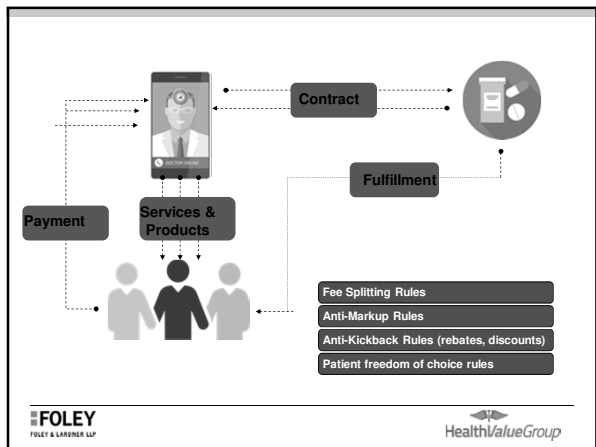 Contract
DOCTOR ONLINE
Fulfillment
Payment
Services &
Products
Fee Splitting Rules
Anti-Markup Rules
Anti-Kickback Rules (rebates, discounts)
Patient freedom of choice rules
FOLEY
FOLEY & LARDNER LLP
HealthValueGroup